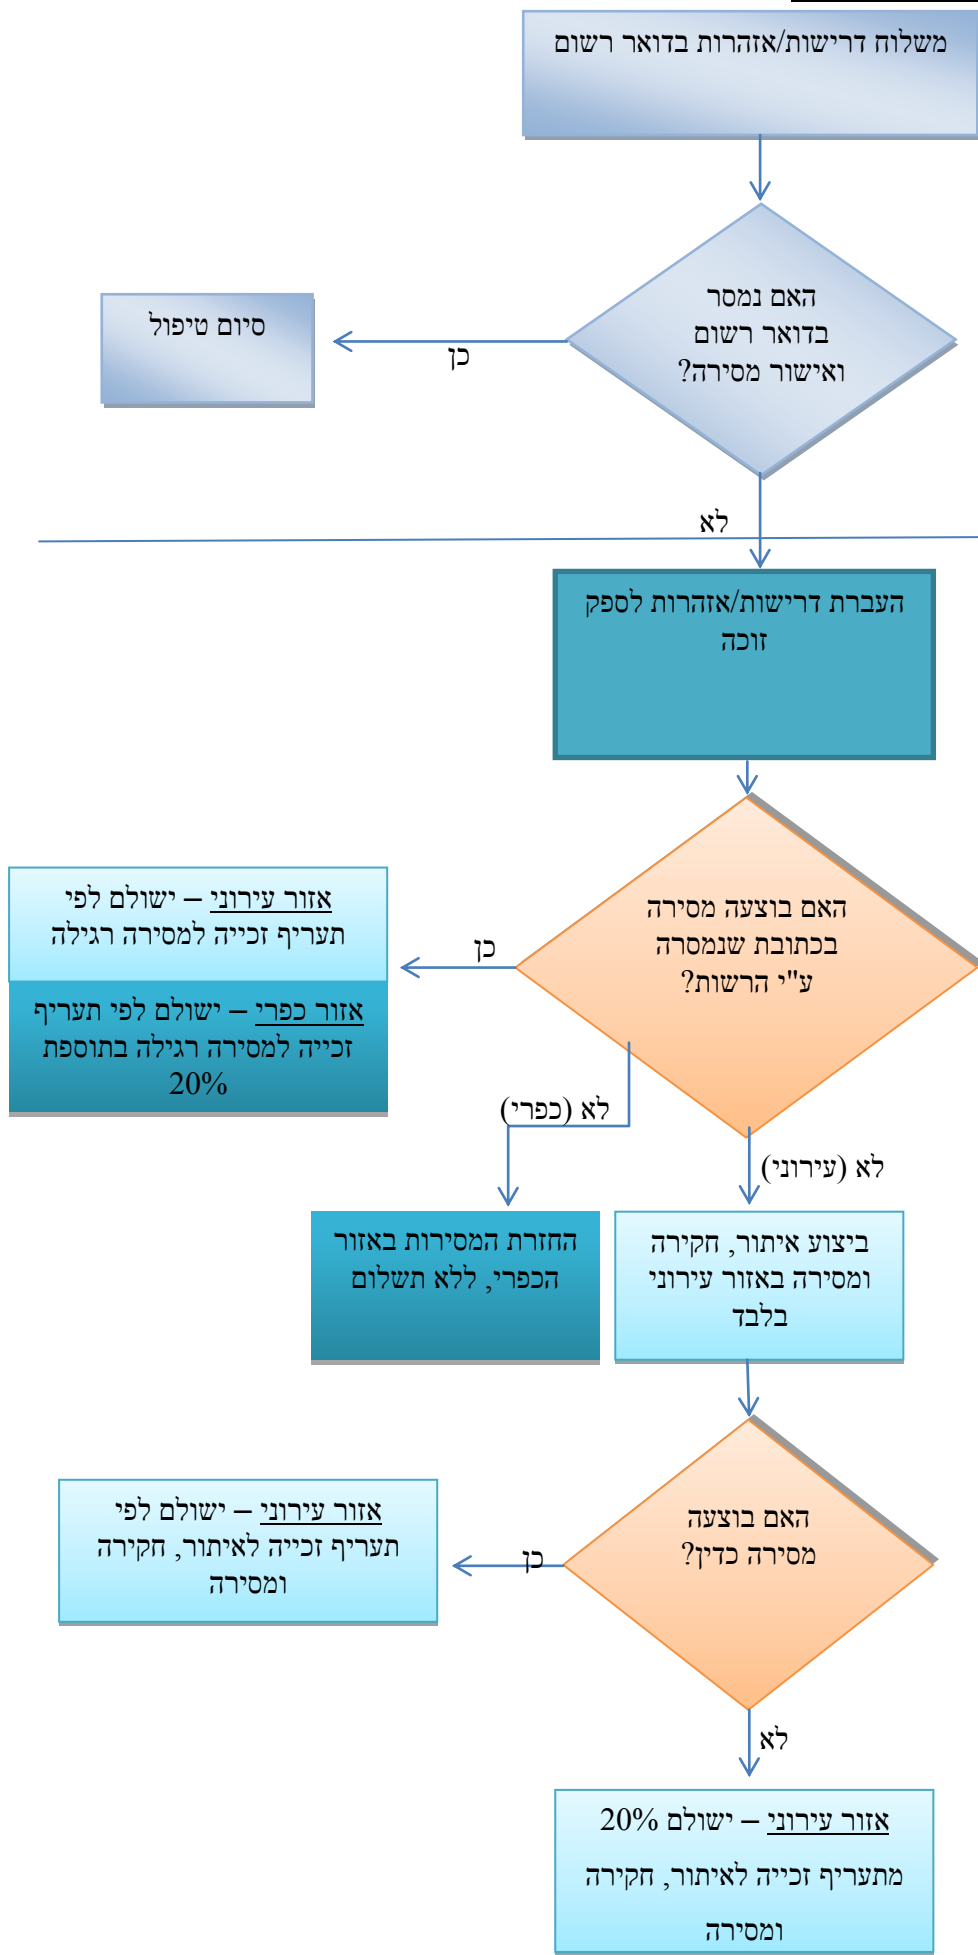 משלוח דרישות/אזהרות בדואר רשום
האם נמסר
בדואר רשום
ואישור מסירה?
כן
סיום טיפול
לא
העברת דרישות/אזהרות לספק
זוכה
האם בוצעה מסירה
בכתובת שנמסרה
ע"י הרשות?
כן
אזור עירוני – ישולם לפי
תעריף זכייה למסירה רגילה
אזור כפרי – ישולם לפי תעריף
זכייה למסירה רגילה בתוספת
20%
לא (כפרי)
לא (עירוני)
החזרת המסירות באזור
הכפרי, ללא תשלום
ביצוע איתור, חקירה
ומסירה באזור עירוני
בלבד
האם בוצעה
מסירה כדין?
כן
אזור עירוני – ישולם לפי
תעריף זכייה לאיתור, חקירה
ומסירה
לא
אזור עירוני – ישולם 20%
מתעריף זכייה לאיתור, חקירה
ומסירה